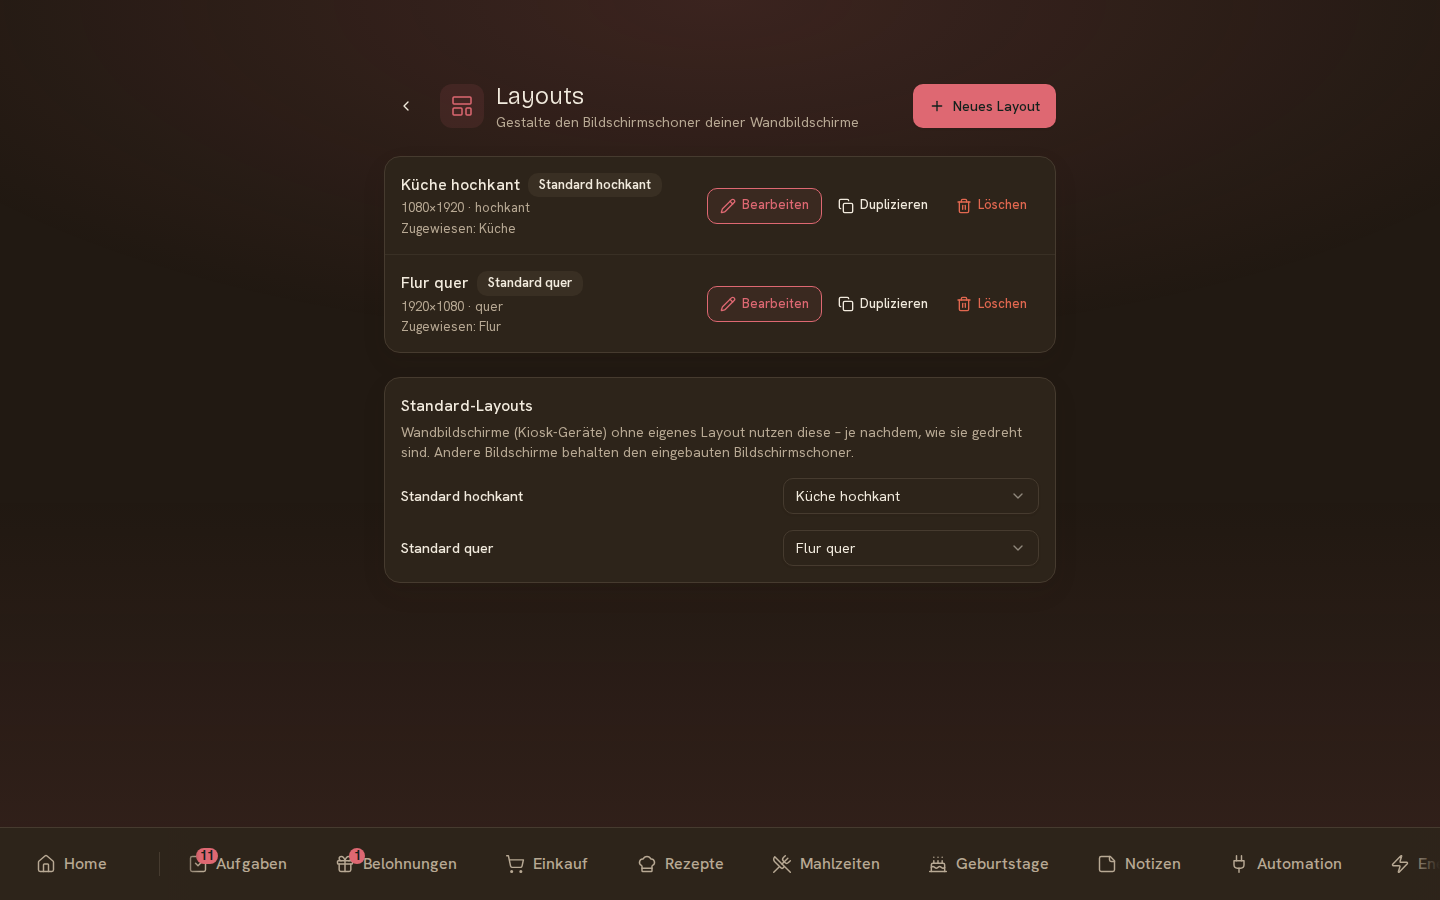 Layouts
Gestalte den Bildschirmschoner deiner Wandbildschirme
Neues Layout
Küche hochkant Standard hochkant
1080×1920 · hochkant
Zugewiesen: Küche
Bearbeiten Duplizieren Löschen
Flur quer Standard quer
1920×1080 · quer
Zugewiesen: Flur
Bearbeiten Duplizieren Löschen
Standard-Layouts
Wandbildschirme (Kiosk-Geräte) ohne eigenes Layout nutzen diese – je nachdem, wie sie gedreht
sind. Andere Bildschirme behalten den eingebauten Bildschirmschoner.
Standard hochkant Küche hochkant
Standard quer Flur quer
Home 11 Aufgaben 1 Belohnungen Einkauf Rezepte Mahlzeiten Geburtstage Notizen Automation